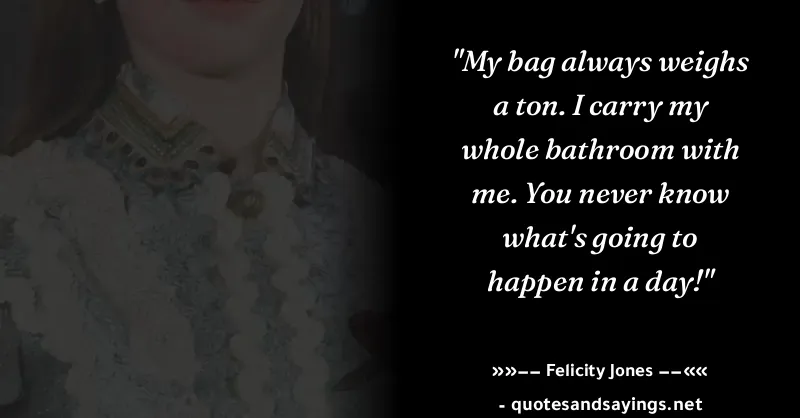 "My bag always weighs
a ton. I carry my
whole bathroom with
me. You never know
what's going to
happen in a day!"
»»-- Felicity Jones --««
- quotesandsayings.net